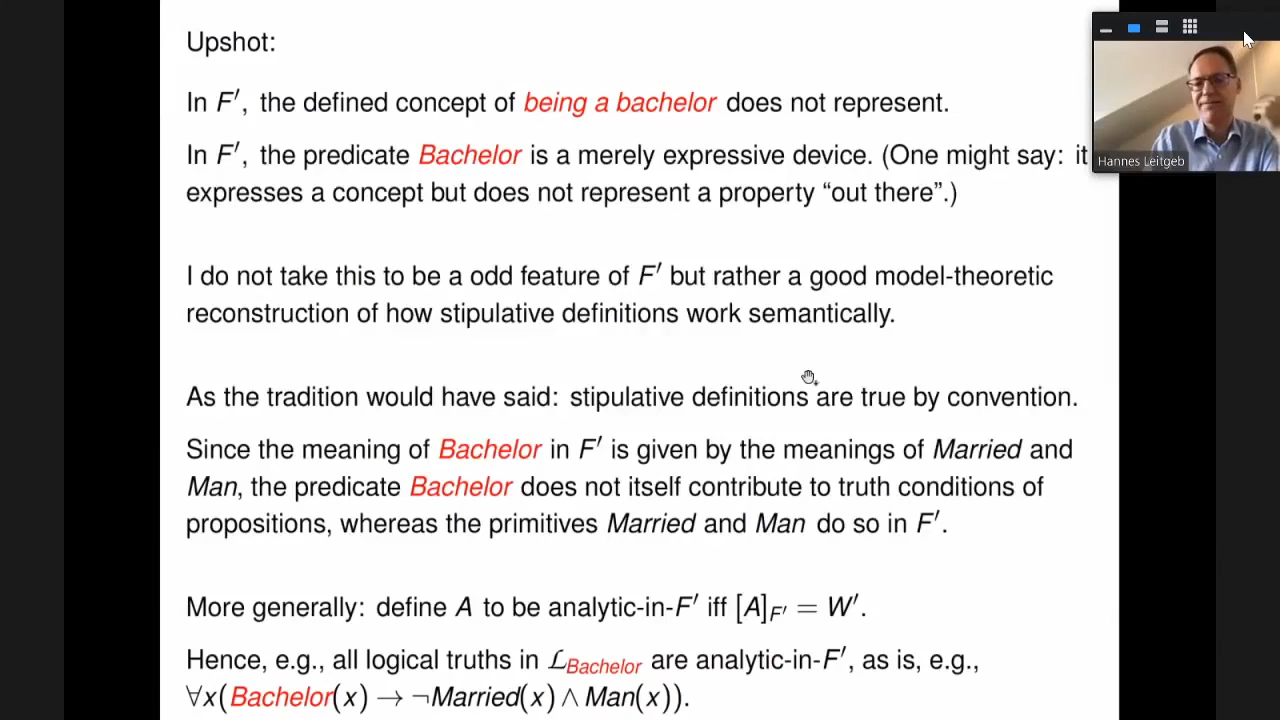 Upshot:
In F′, the defined concept of being a bachelor does not represent.
In F′, the predicate Bachelor is a merely expressive device. (One might say: it
expresses a concept but does not represent a property “out there”.)
I do not take this to be a odd feature of F′ but rather a good model-theoretic
reconstruction of how stipulative definitions work semantically.
As the tradition would have said: stipulative definitions are true by convention.
Since the meaning of Bachelor in F′ is given by the meanings of Married and
Man, the predicate Bachelor does not itself contribute to truth conditions of
propositions, whereas the primitives Married and Man do so in F′.
More generally: define A to be analytic-in-F′ iff [A]F′ = W′.
Hence, e.g., all logical truths in ℒBachelor are analytic-in-F′, as is, e.g.,
∀x(Bachelor(x) → ¬Married(x) ∧ Man(x)).
Hannes Leitgeb